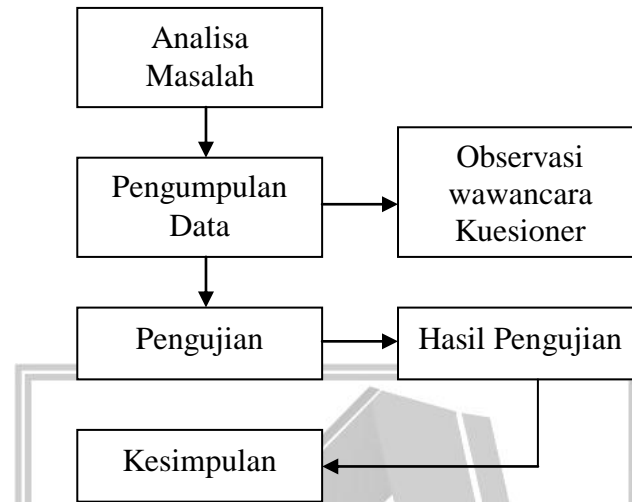 Analisa
Masalah
Pengumpulan
Data
Observasi
wawancara
Kuesioner
Pengujian
Hasil Pengujian
Kesimpulan